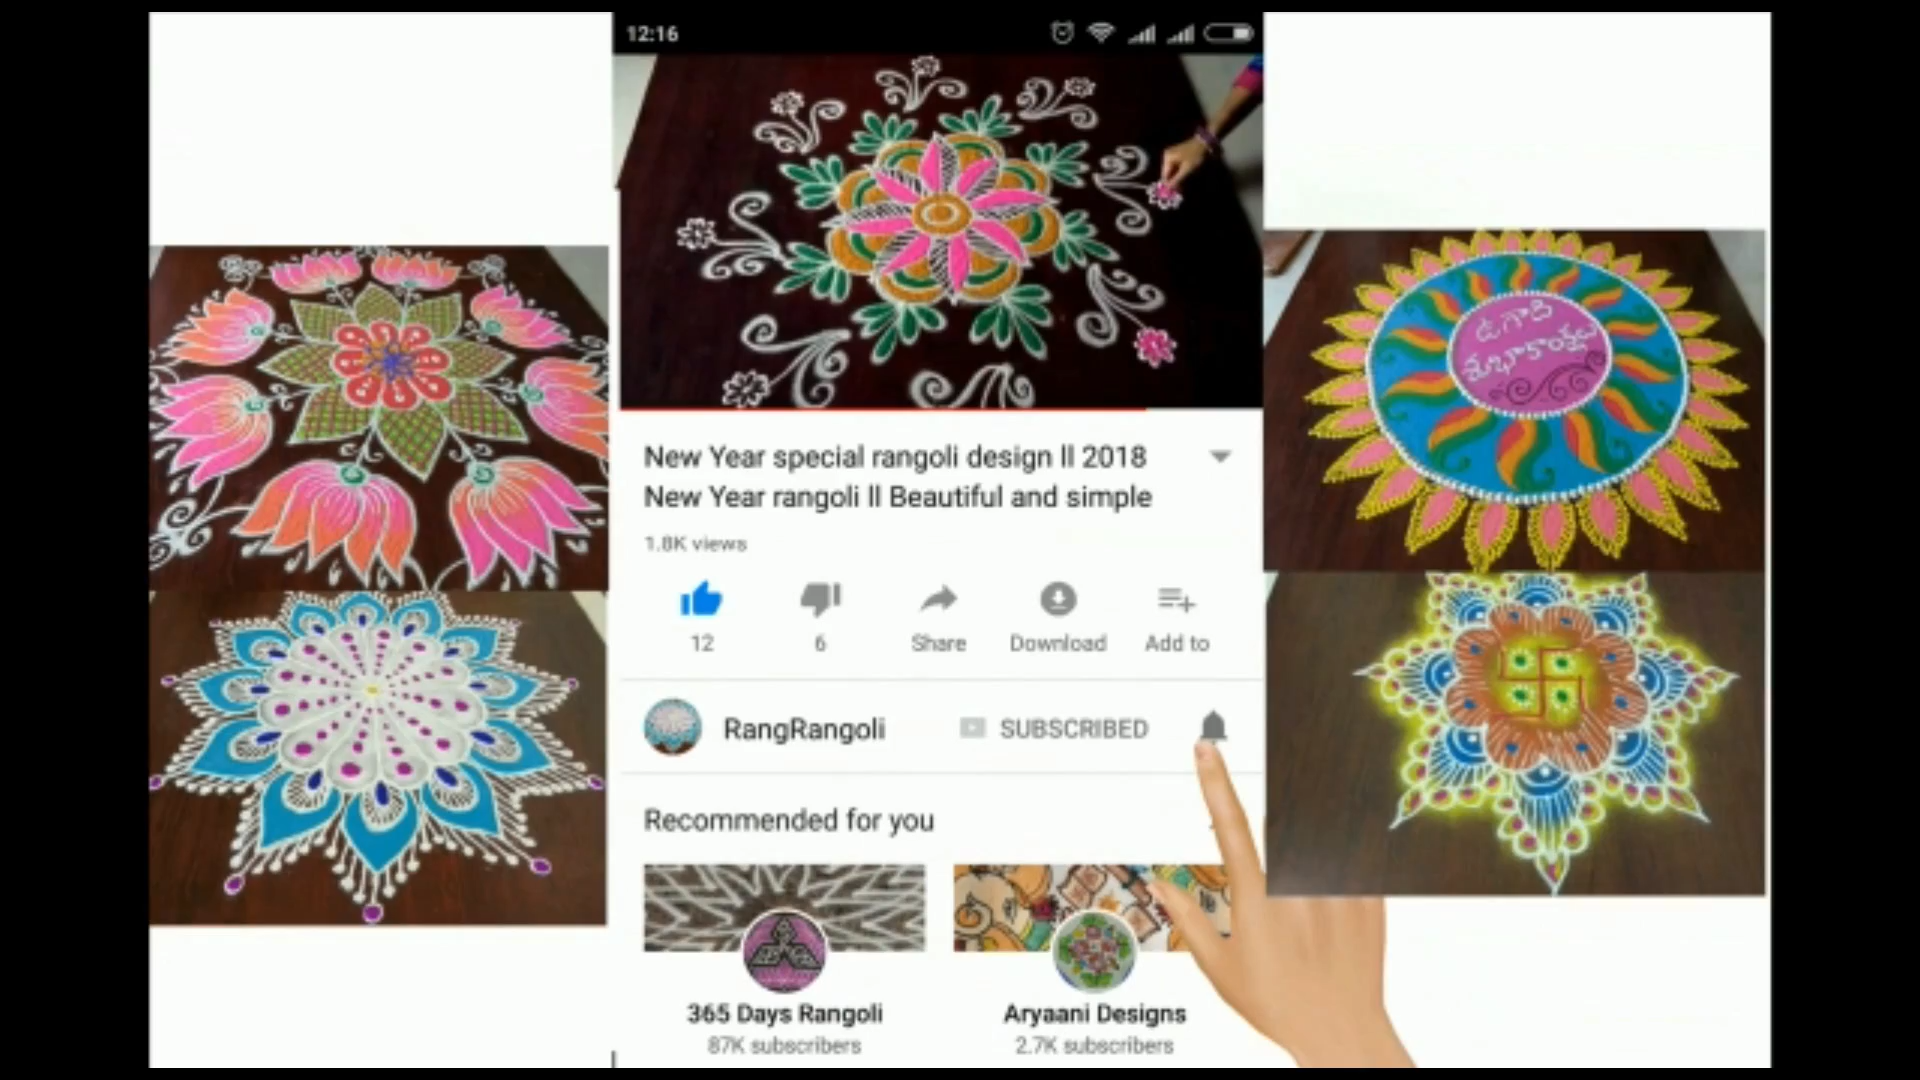 12:16
ఉగాది
శుభాకాంక్షలు
New Year special rangoli design ll 2018
New Year rangoli ll Beautiful and simple
1.8K views
12
6
Share
Download
Add to
RangRangoli
SUBSCRIBED
Recommended for you
365 Days Rangoli
87K subscribers
Aryaani Designs
2.7K subscribers